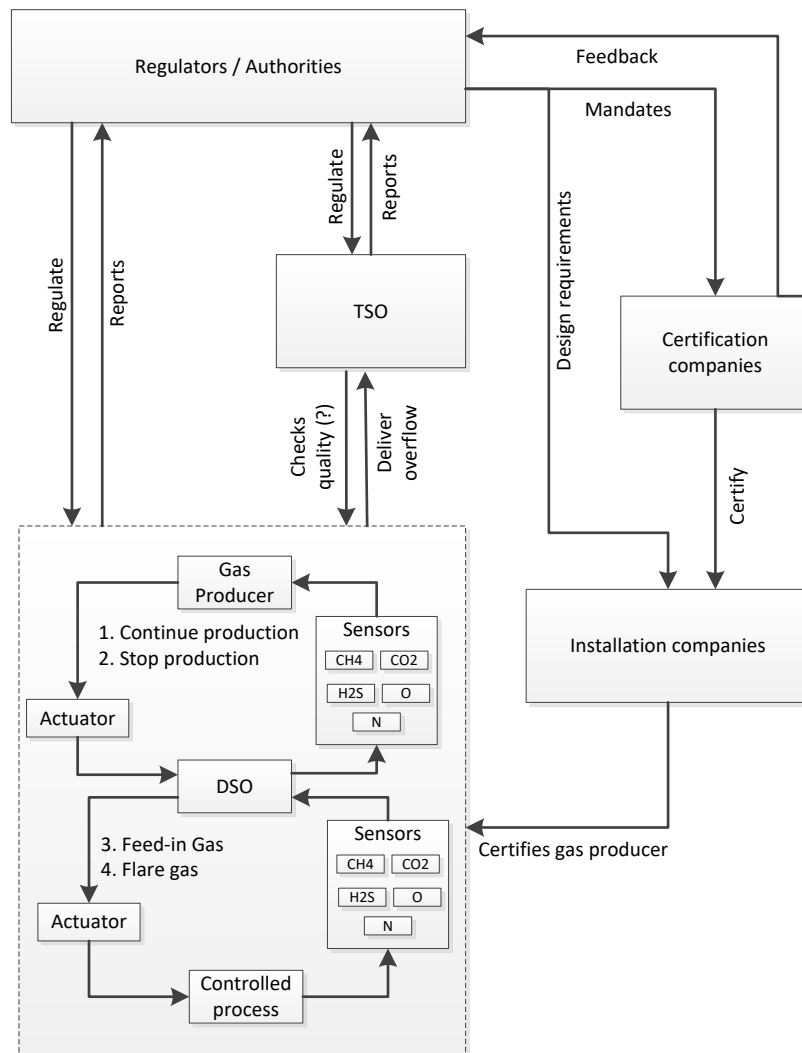 Regulators / Authorities
Feedback
Mandates
Regulate
Reports
Regulate
Reports
Design requirements
TSO
Certification
companies
Checks
quality (?)
Deliver
overflow
Certify
Gas
Producer
1. Continue production
2. Stop production
Sensors
CH4
CO2
H2S
O
N
Installation companies
Actuator
DSO
3. Feed-in Gas
4. Flare gas
Sensors
CH4
CO2
H2S
O
N
Certifies gas producer
Actuator
Controlled
process